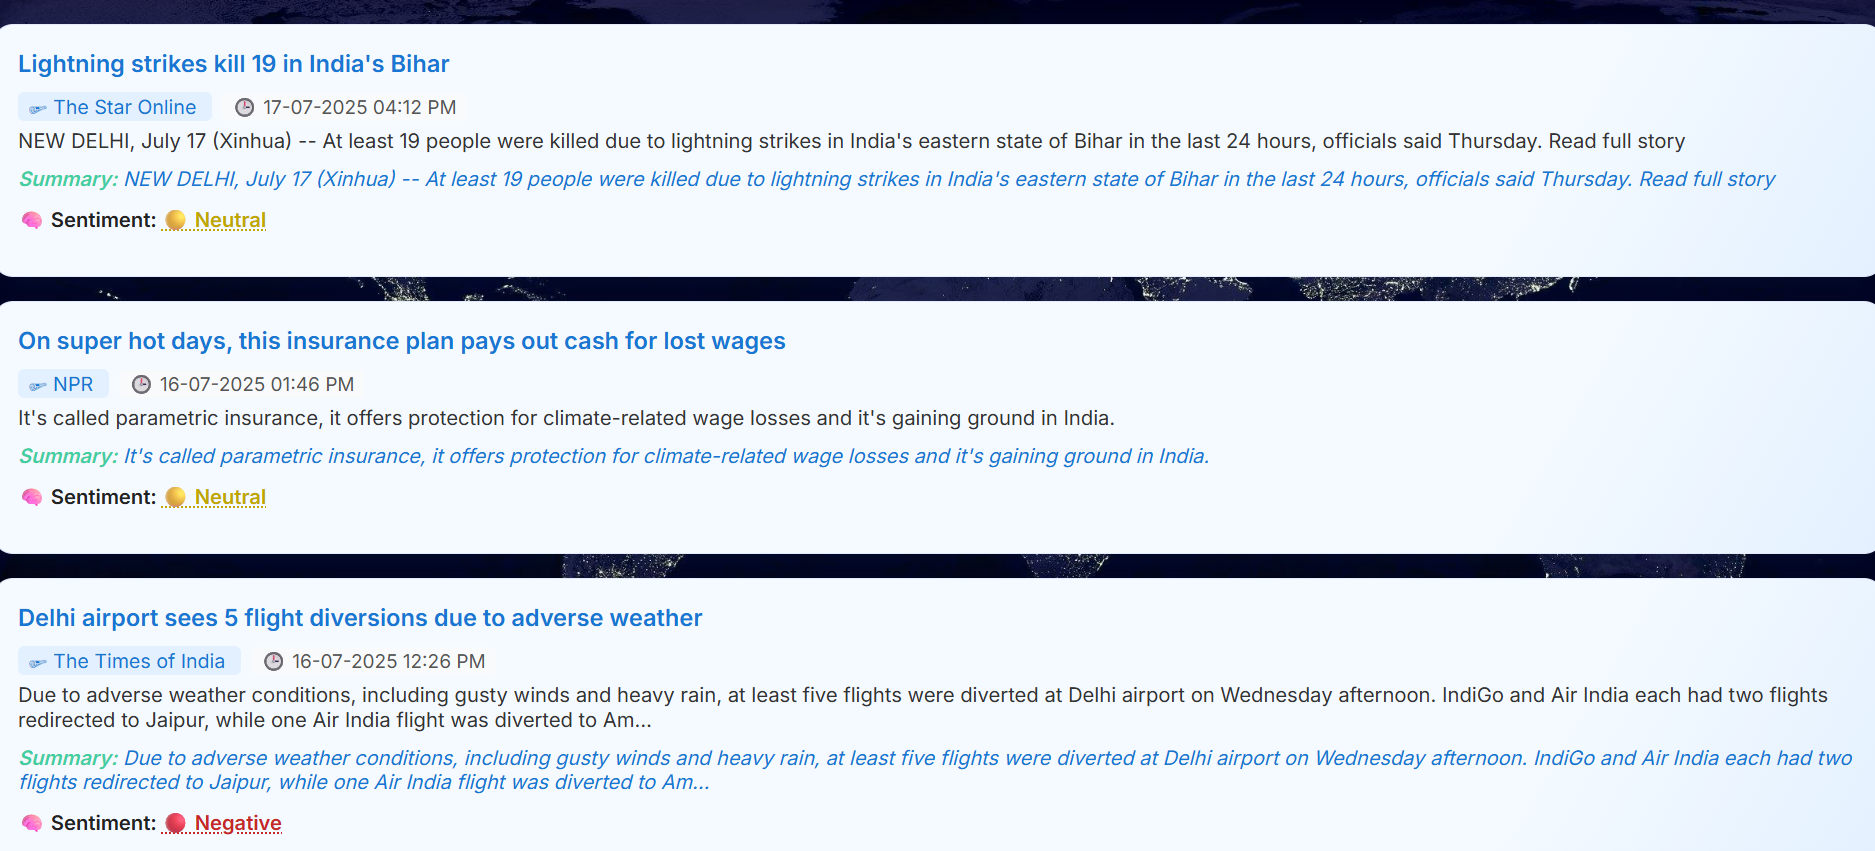 Lightning strikes kill 19 in India's Bihar
The Star Online 17-07-2025 04:12 PM
NEW DELHI, July 17 (Xinhua) -- At least 19 people were killed due to lightning strikes in India's eastern state of Bihar in the last 24 hours, officials said Thursday. Read full story
Summary: NEW DELHI, July 17 (Xinhua) -- At least 19 people were killed due to lightning strikes in India's eastern state of Bihar in the last 24 hours, officials said Thursday. Read full story
Sentiment: Neutral
On super hot days, this insurance plan pays out cash for lost wages
NPR 16-07-2025 01:46 PM
It's called parametric insurance, it offers protection for climate-related wage losses and it's gaining ground in India.
Summary: It's called parametric insurance, it offers protection for climate-related wage losses and it's gaining ground in India.
Sentiment: Neutral
Delhi airport sees 5 flight diversions due to adverse weather
The Times of India 16-07-2025 12:26 PM
Due to adverse weather conditions, including gusty winds and heavy rain, at least five flights were diverted at Delhi airport on Wednesday afternoon. IndiGo and Air India each had two flights
redirected to Jaipur, while one Air India flight was diverted to Am...
Summary: Due to adverse weather conditions, including gusty winds and heavy rain, at least five flights were diverted at Delhi airport on Wednesday afternoon. IndiGo and Air India each had two
flights redirected to Jaipur, while one Air India flight was diverted to Am...
Sentiment: Negative